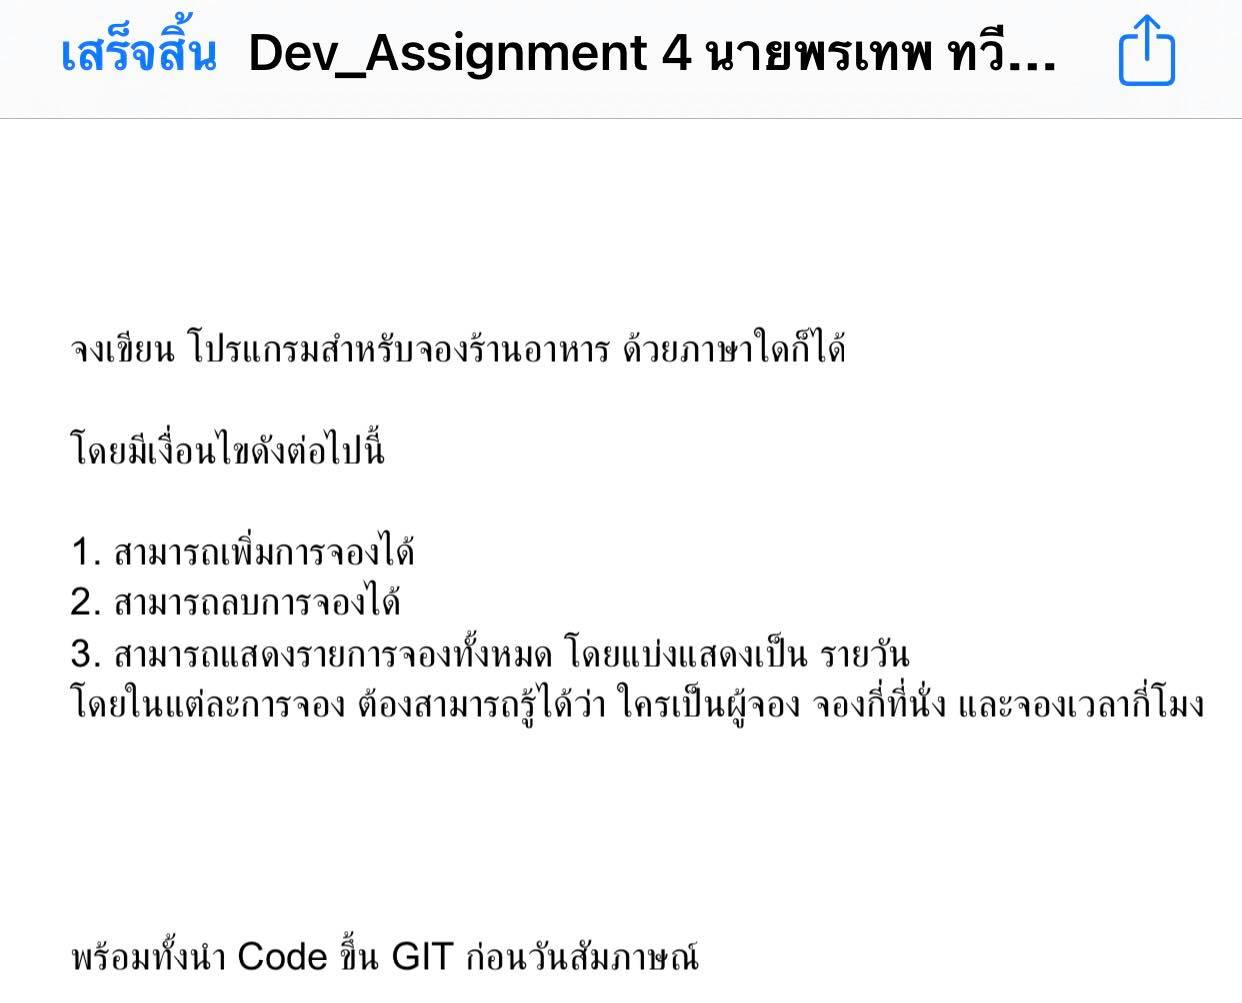 เสร็จสิ้น Dev_Assignment 4 นายพรเทพ ทวี...
จงเขียน โปรแกรมสำหรับจองร้านอาหาร ด้วยภาษาใดก็ได้
โดยมีเงื่อนไขดังต่อไปนี้
1. สามารถเพิ่มการจองได้
2. สามารถลบการจองได้
3. สามารถแสดงรายการจองทั้งหมด โดยแบ่งแสดงเป็น รายวัน
โดยในแต่ละการจอง ต้องสามารถรู้ได้ว่า ใครเป็นผู้จอง จองกี่ที่นั่ง และจองเวลากี่โมง
พร้อมทั้งนำ Code ขึ้น GIT ก่อนวันสัมภาษณ์